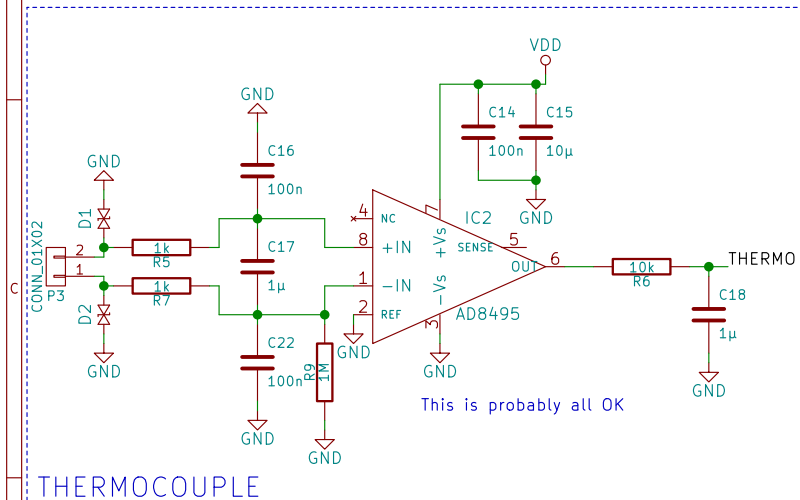 VDD
GND
C14
C15
100n
10µ
C16
100n
GND
GND
D1
4
NC
7
+Vs
IC2
CONN_01X02
2
1k
R5
C17
1µ
8
+IN
SENSE
5
OUT
6
10k
R6
THERMO
1
P3
1k
R7
1
-IN
-Vs
C
D2
2
REF
3
AD8495
C18
1µ
GND
C22
100n
R9
1M
GND
GND
GND
This is probably all OK
GND
GND
THERMOCOUPLE